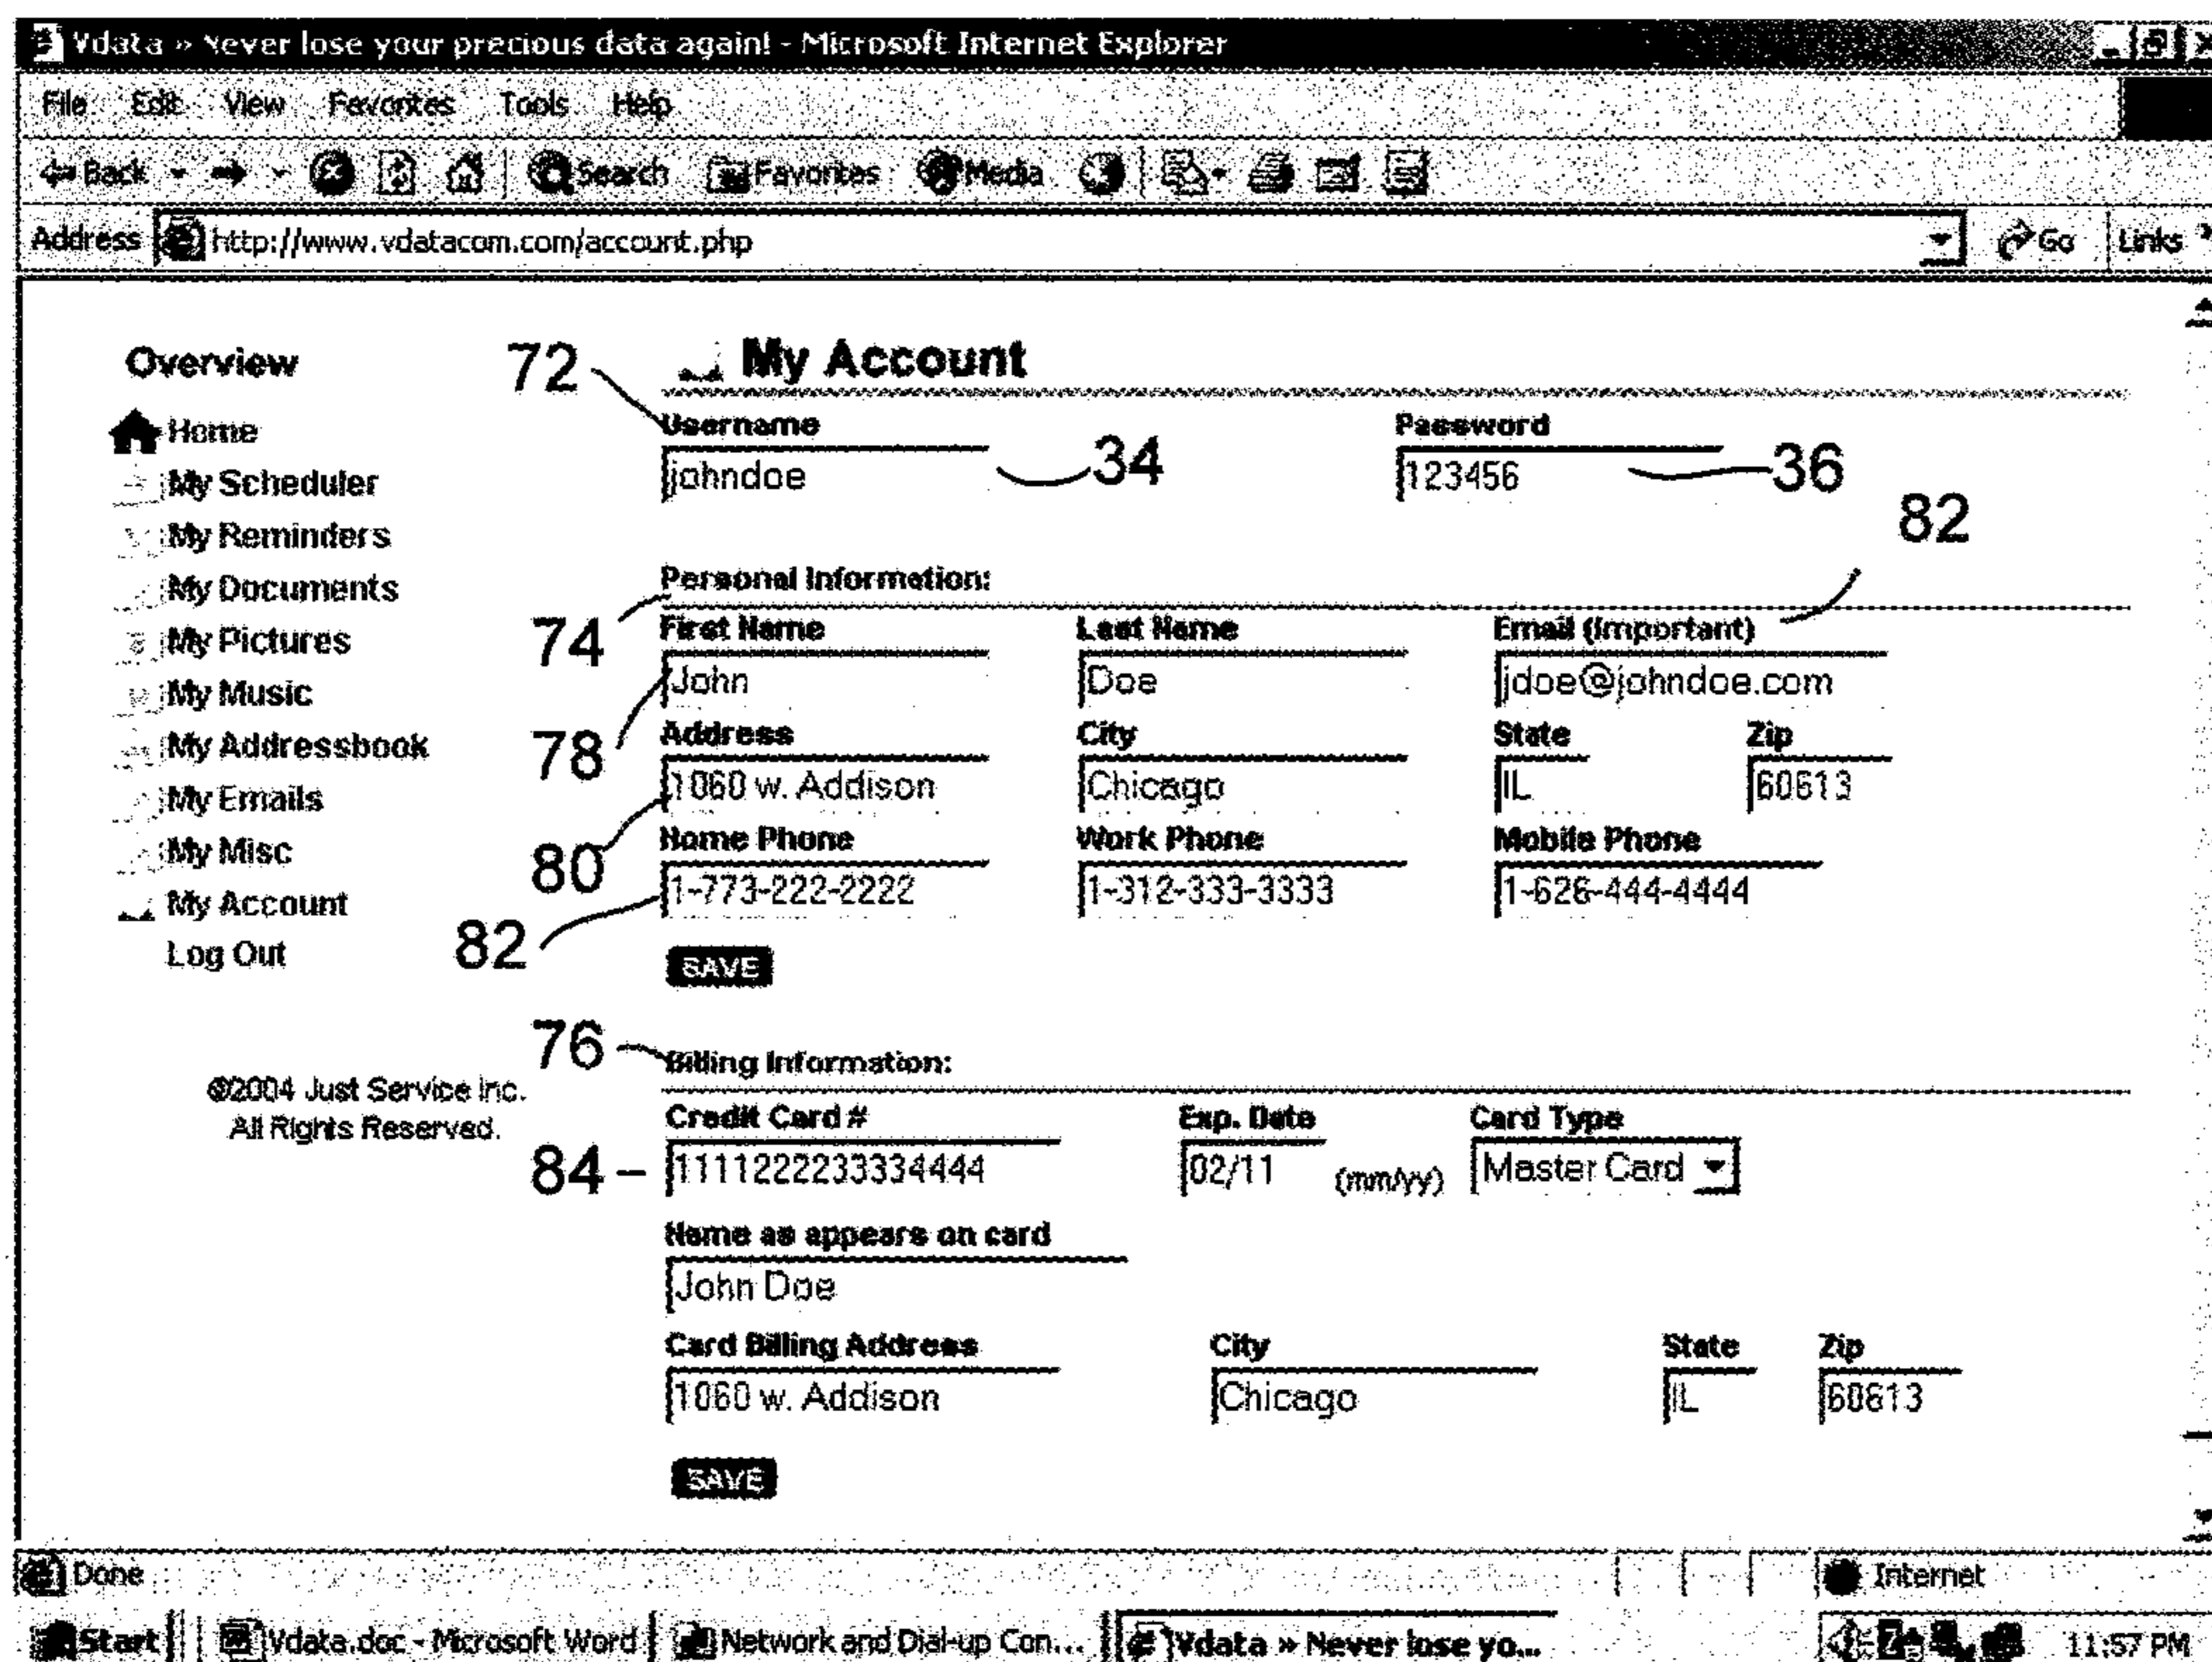 Vdata » Never lose your precious data again! - Microsoft Internet Explorer
File Edit View Favorites Tools Help
Back Search Favorites Media
Address http://www.vdatacom.com/account.php Go Links »
Overview
Home
My Scheduler
My Reminders
My Documents
My Pictures
My Music
My Addressbook
My Emails
My Misc
My Account
Log Out
©2004 Just Service Inc.
All Rights Reserved.
72 My Account
Username Password
johndoe 34 123456 36
82
74 Personal Information:
First Name Last Name Email (Important)
John Doe jdoe@johndoe.com
78 Address City State Zip
1060 w. Addison Chicago IL 60613
80 Home Phone Work Phone Mobile Phone
82 1-773-222-2222 1-312-333-3333 1-626-444-4444
SAVE
76 Billing Information:
Credit Card # Exp. Date Card Type
84 1111222233334444 02/11 (mm/yy) Master Card
Name as appears on card
John Doe
Card Billing Address City State Zip
1060 w. Addison Chicago IL 60613
SAVE
Done Internet
Start Vdata.doc - Microsoft Word Network and Dial-up Con... Vdata » Never lose yo... 11:57 PM